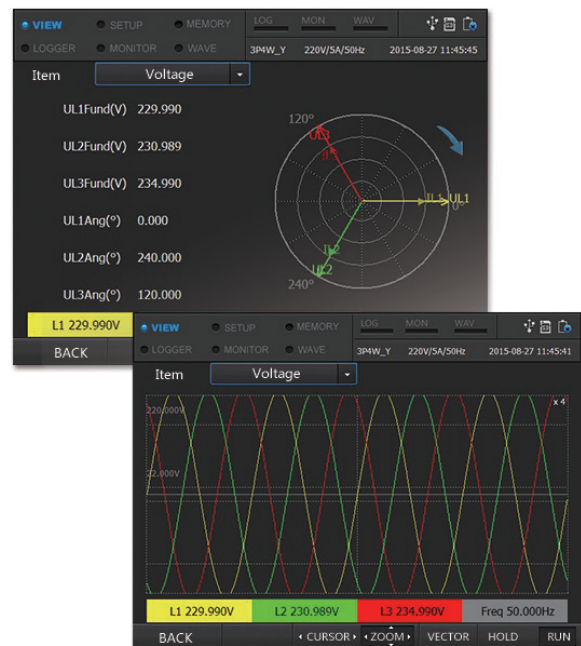 VIEW SETUP MEMORY LOG MON WAV
LOGGER MONITOR WAVE 3P4W_Y 220V/5A/50Hz 2015-08-27 11:45:45
Item Voltage
UL1Fund(V) 229.990
UL2Fund(V) 230.989
UL3Fund(V) 234.990
UL1Ang(°) 0.000
UL2Ang(°) 240.000
UL3Ang(°) 120.000
120°
UL3
IL3
IL1 UL1
0°
IL2
UL2
240°
L1 229.990V
BACK
VIEW SETUP MEMORY LOG MON WAV
LOGGER MONITOR WAVE 3P4W_Y 220V/5A/50Hz 2015-08-27 11:45:41
Item Voltage
x 4
220.000V
L1 229.990V L2 230.989V L3 234.990V Freq 50.000Hz
BACK CURSOR ZOOM VECTOR HOLD RUN